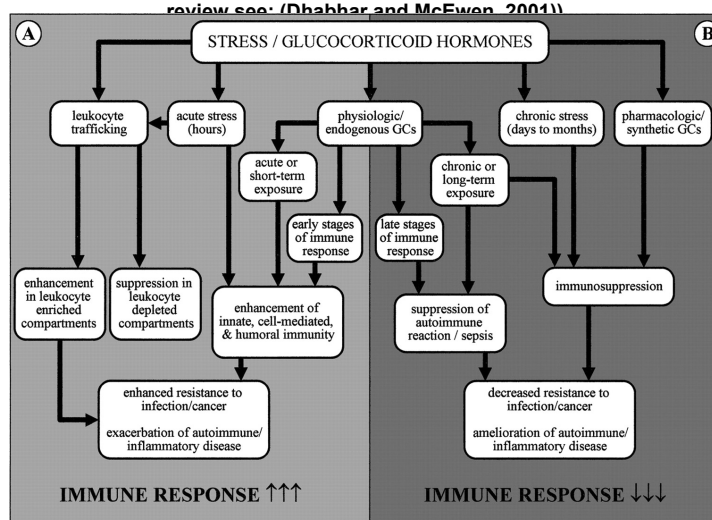 review see: (Dhabhar and McEwen, 2001))
A
B
STRESS / GLUCOCORTICOID HORMONES
leukocyte
trafficking
acute stress
(hours)
physiologic/
endogenous GCs
chronic stress
(days to months)
pharmacologic/
synthetic GCs
acute or
short-term
exposure
chronic or
long-term
exposure
early stages
of immune
response
late stages
of immune
response
enhancement
in leukocyte
enriched
compartments
suppression in
leukocyte
depleted
compartments
enhancement of
innate, cell-mediated,
& humoral immunity
suppression of
autoimmune
reaction / sepsis
immunosuppression
enhanced resistance to
infection/cancer
exacerbation of autoimmune/
inflammatory disease
decreased resistance to
infection/cancer
amelioration of autoimmune/
inflammatory disease
IMMUNE RESPONSE ↑↑↑
IMMUNE RESPONSE ↓↓↓